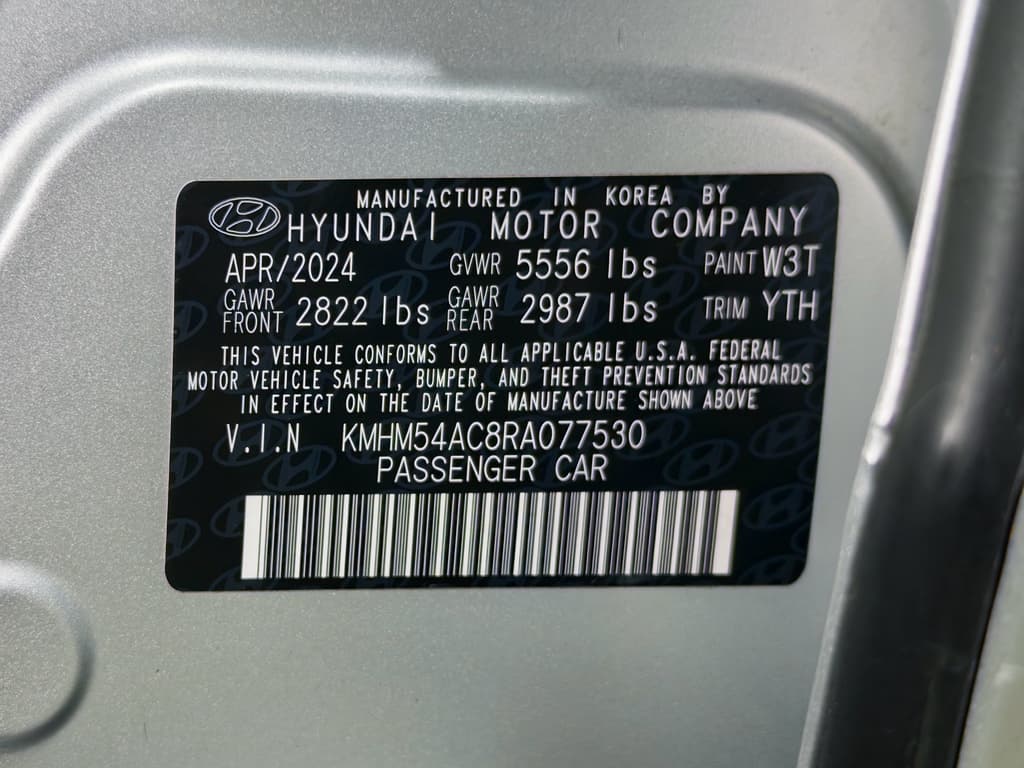 MANUFACTURED IN KOREA BY
HYUNDAI MOTOR COMPANY
APR/2024 GVWR 5556 lbs PAINT W3T
GAWR FRONT 2822 lbs GAWR REAR 2987 lbs TRIM YTH
THIS VEHICLE CONFORMS TO ALL APPLICABLE U.S.A. FEDERAL
MOTOR VEHICLE SAFETY, BUMPER, AND THEFT PREVENTION STANDARDS
IN EFFECT ON THE DATE OF MANUFACTURE SHOWN ABOVE
V.I.N KMHM54AC8RA077530
PASSENGER CAR